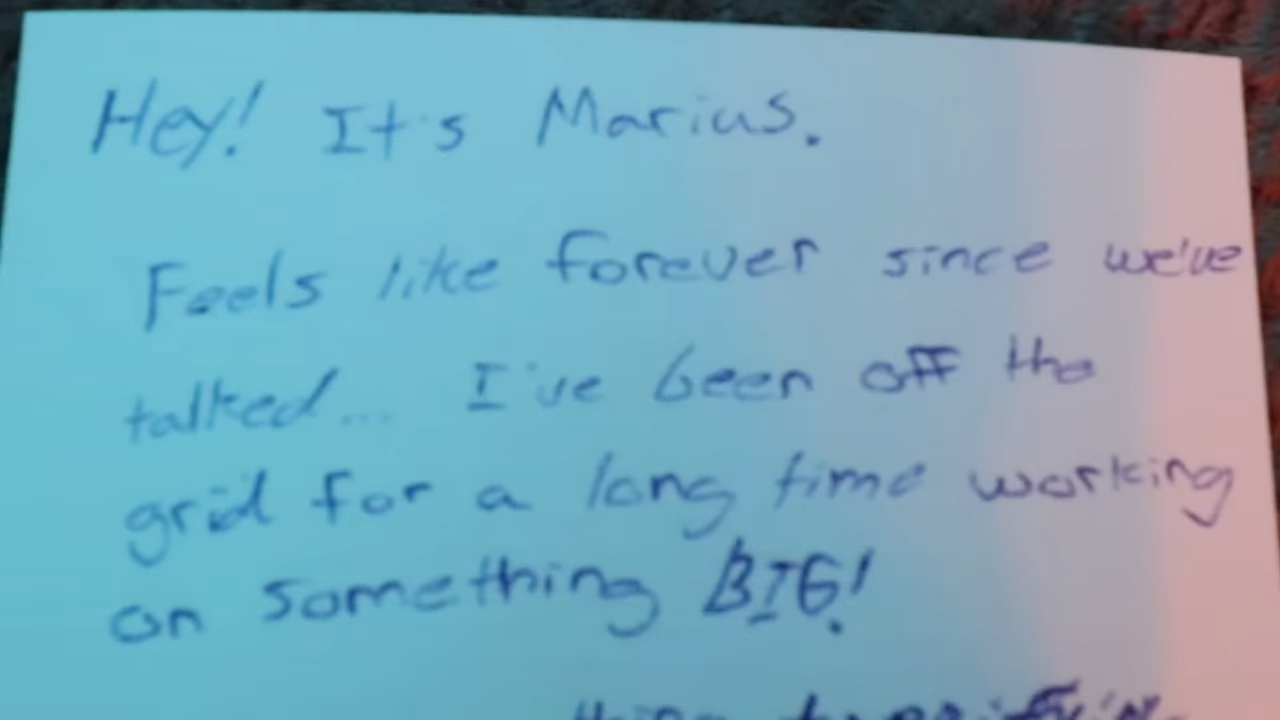 Hey! It's Marius.
Feels like forever since we've
talked... I've been off the
grid for a long time working
on something BIG!